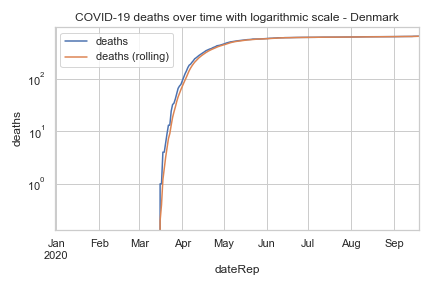 COVID-19 deaths over time with logarithmic scale - Denmark
deaths
deaths (rolling)
10²
10¹
10⁰
deaths
Jan Feb Mar Apr May Jun Jul Aug Sep
2020
dateRep